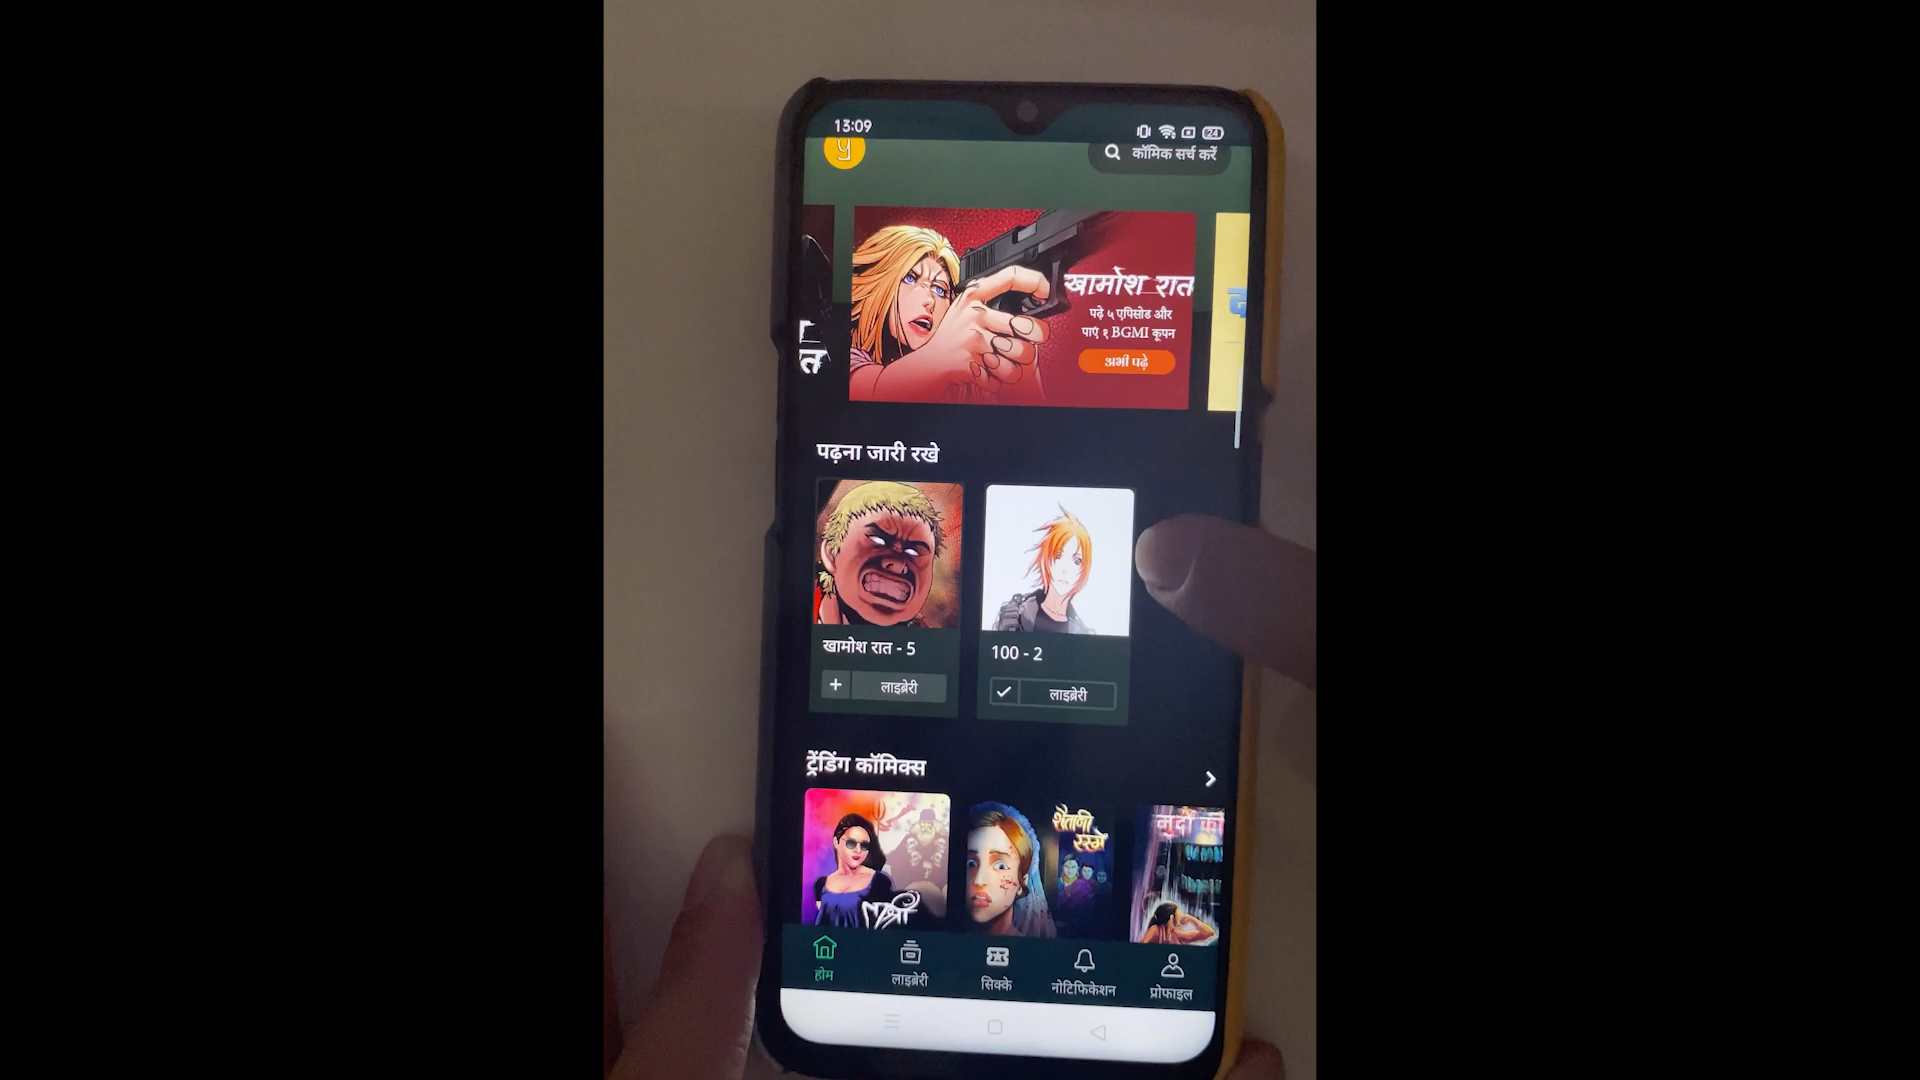 13:09
24
y
कॉमिक सर्च करें
त
खामोश रात
पढ़े ५ एपिसोड और
पाएं १ BGMI कूपन
अभी पढ़े
पढ़ना जारी रखे
खामोश रात - 5
100 - 2
+ लाइब्रेरी
लाइब्रेरी
ट्रेंडिंग कॉमिक्स
शैतानी
रस्मे
होम
लाइब्रेरी
सिक्के
नोटिफिकेशन
प्रोफाइल